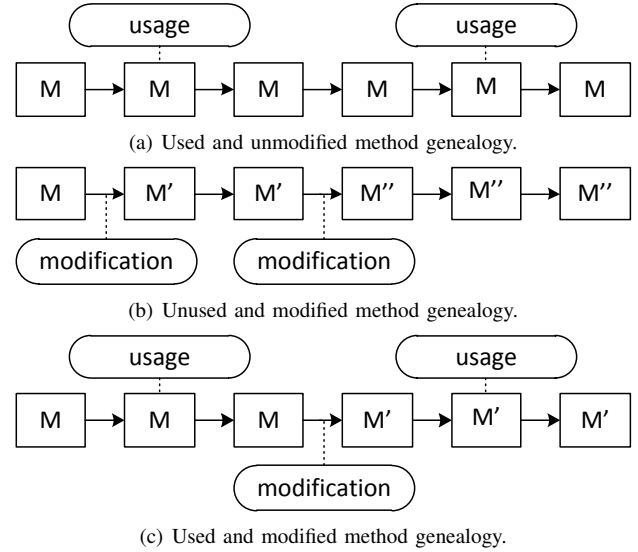 usage usage
M M M M M M
(a) Used and unmodified method genealogy.
M M' M' M'' M'' M''
modification modification
(b) Unused and modified method genealogy.
usage usage
M M M M' M' M'
modification
(c) Used and modified method genealogy.